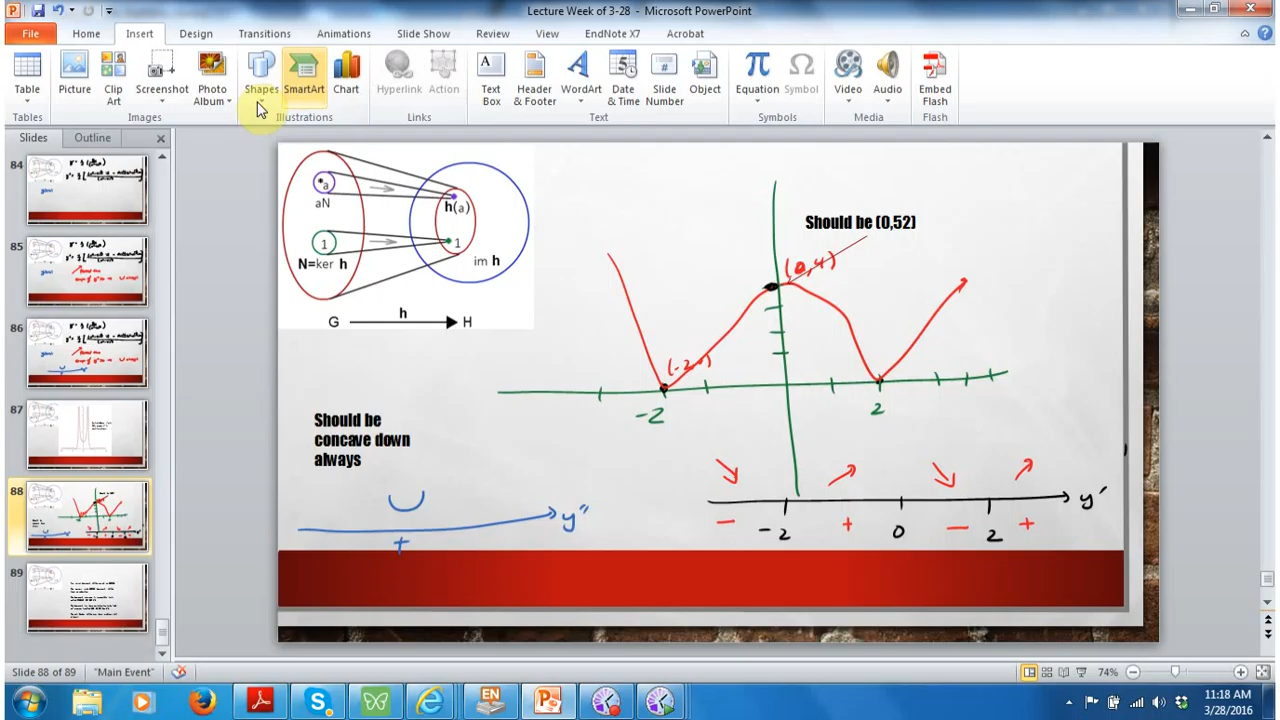 Lecture Week of 3-28 - Microsoft PowerPoint
File Home Insert Design Transitions Animations Slide Show Review View EndNote X7 Acrobat
Table Picture Clip Art Screenshot Photo Album Shapes SmartArt Chart Hyperlink Action Text Box Header & Footer WordArt Date & Time Slide Number Object Equation Symbol Video Audio Embed Flash
Tables Images Illustrations Links Text Symbols Media Flash
Slides Outline
84
85
86
87
88
89
a
aN
h(a)
1
1
N=ker h
im h
h
G H
Should be (0,52)
(0,4)
-2
2
Should be
concave down
always
+
y''
y'
- + - +
-2 0 2
Slide 88 of 89 "Main Event" 74%
EN
11:18 AM
3/28/2016